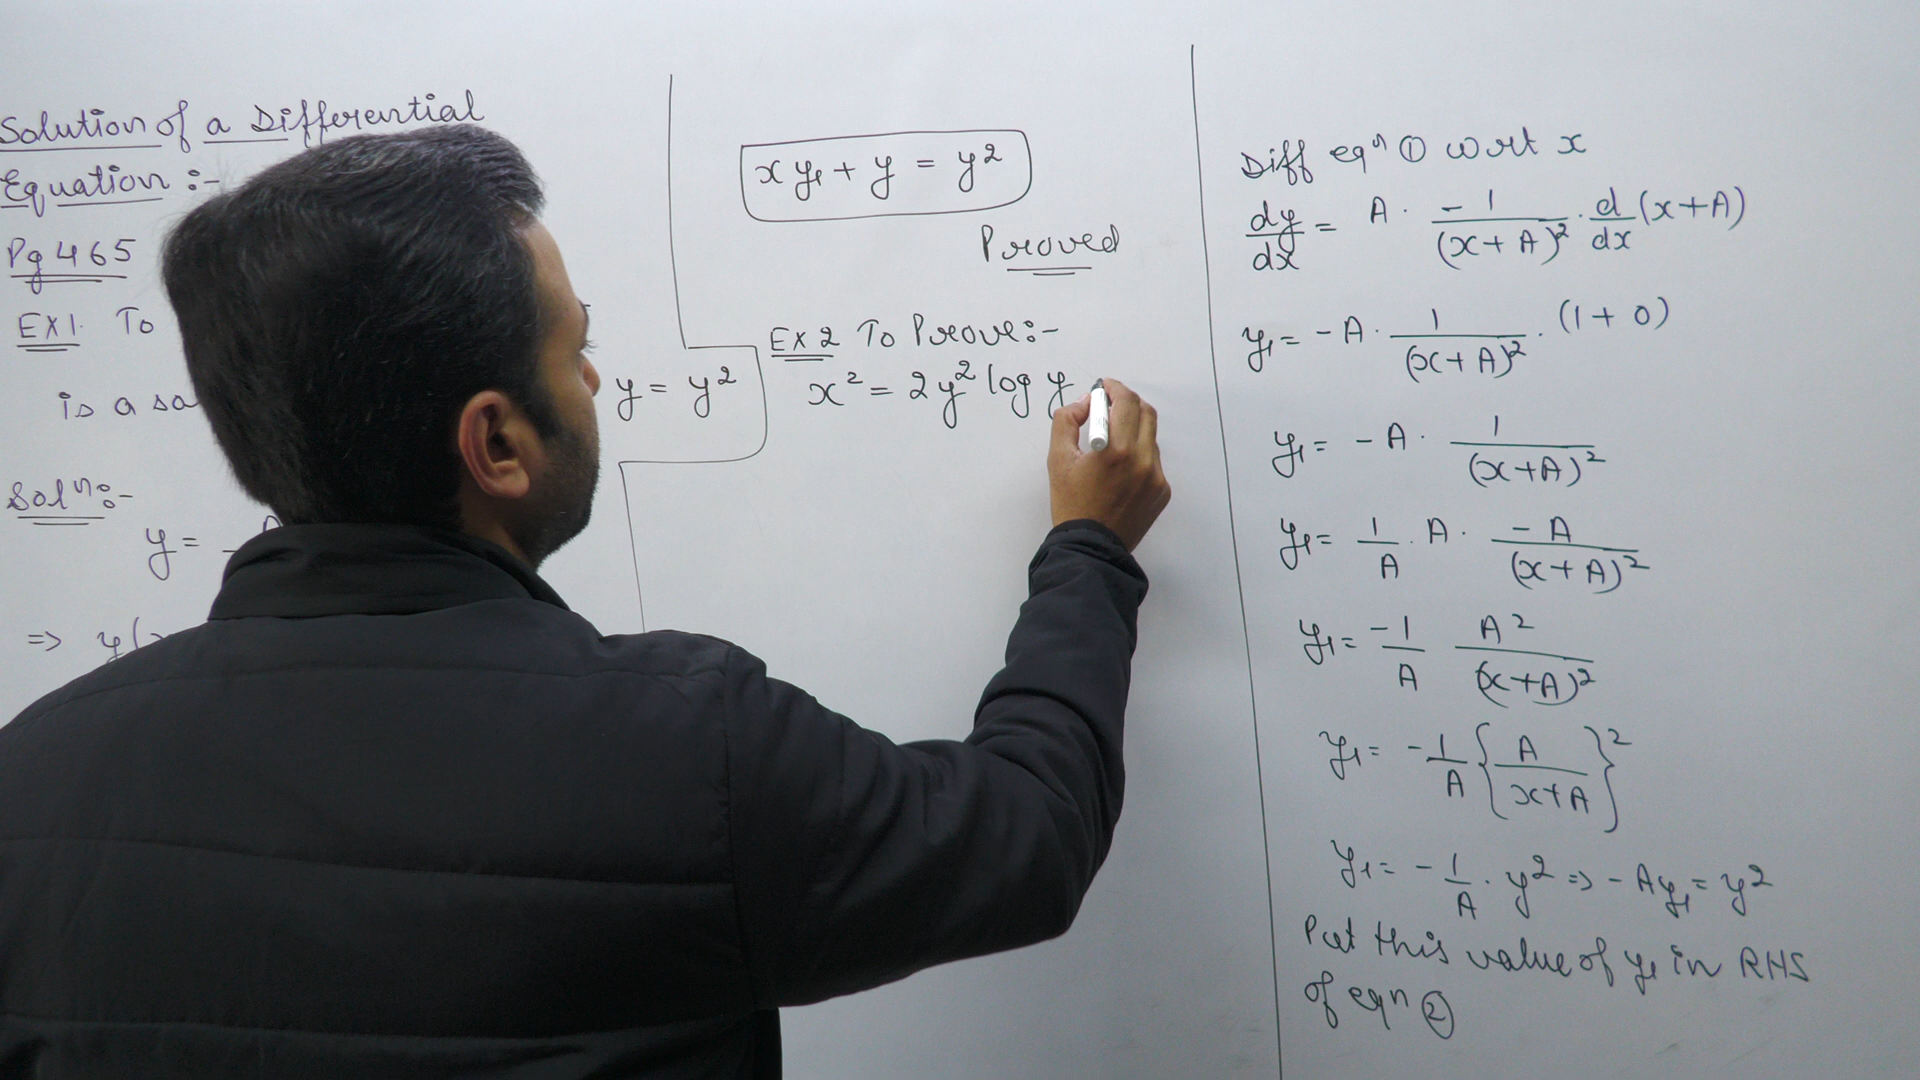 Solution of a Differential
Equation :-
Pg 465
EX1. To
is a so
y = y²
Solⁿ:-
y = -
=> y(
x y₁ + y = y²
Proved
EX 2 To Prove:-
x² = 2y² log y
Diff eqⁿ ① wrt x
dy/dx = A · -1/(x+A)² · d/dx (x+A)
y₁ = -A · 1/(x+A)² · (1+0)
y₁ = -A · 1/(x+A)²
y₁ = 1/A · A · -A/(x+A)²
y₁ = -1/A A²/(x+A)²
y₁ = -1/A {A/x+A}²
y₁ = -1/A · y² => -Ay₁ = y²
Put this value of y₁ in RHS
of eqn ②